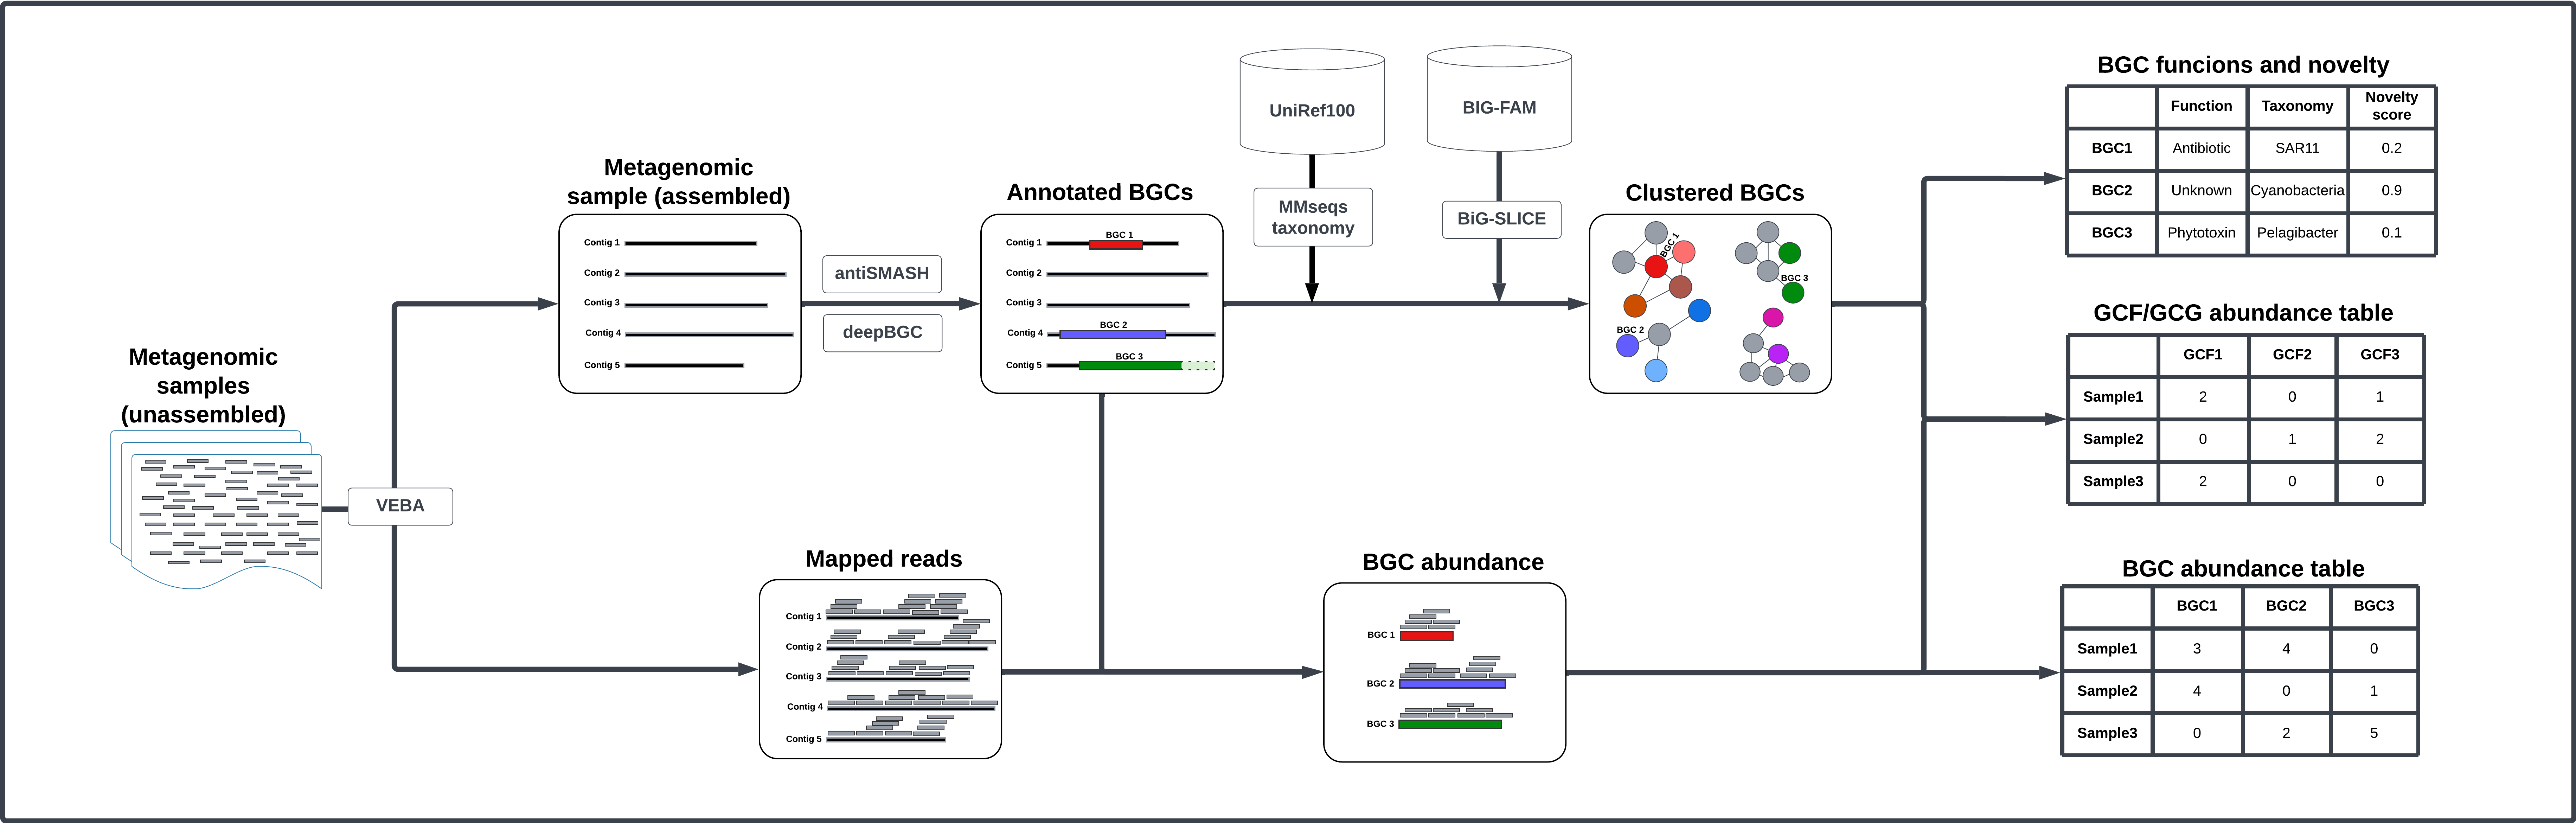 Metagenomic
samples
(unassembled)
VEBA
Metagenomic
sample (assembled)
Contig 1
Contig 2
Contig 3
Contig 4
Contig 5
antiSMASH
deepBGC
Annotated BGCs
Contig 1
BGC 1
Contig 2
Contig 3
Contig 4
BGC 2
Contig 5
BGC 3
UniRef100
MMseqs
taxonomy
BIG-FAM
BiG-SLICE
Clustered BGCs
BGC 1
BGC 2
BGC 3
Mapped reads
Contig 1
Contig 2
Contig 3
Contig 4
Contig 5
BGC abundance
BGC 1
BGC 2
BGC 3
BGC funcions and novelty
Function Taxonomy Novelty
score
BGC1 Antibiotic SAR11 0.2
BGC2 Unknown Cyanobacteria 0.9
BGC3 Phytotoxin Pelagibacter 0.1
GCF/GCG abundance table
GCF1 GCF2 GCF3
Sample1 2 0 1
Sample2 0 1 2
Sample3 2 0 0
BGC abundance table
BGC1 BGC2 BGC3
Sample1 3 4 0
Sample2 4 0 1
Sample3 0 2 5